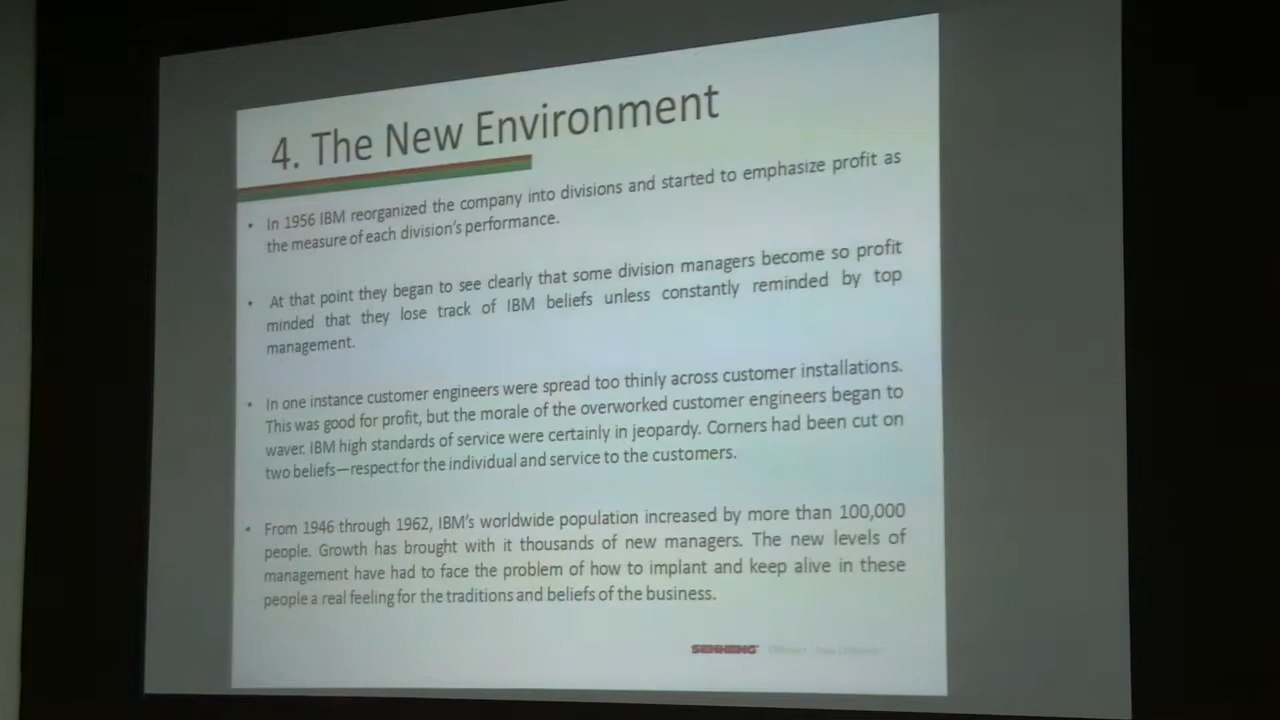 4. The New Environment
• In 1956 IBM reorganized the company into divisions and started to emphasize profit as
the measure of each division's performance.
• At that point they began to see clearly that some division managers become so profit
minded that they lose track of IBM beliefs unless constantly reminded by top
management.
• In one instance customer engineers were spread too thinly across customer installations.
This was good for profit, but the morale of the overworked customer engineers began to
waver. IBM high standards of service were certainly in jeopardy. Corners had been cut on
two beliefs—respect for the individual and service to the customers.
• From 1946 through 1962, IBM's worldwide population increased by more than 100,000
people. Growth has brought with it thousands of new managers. The new levels of
management have had to face the problem of how to implant and keep alive in these
people a real feeling for the traditions and beliefs of the business.
SENHENG